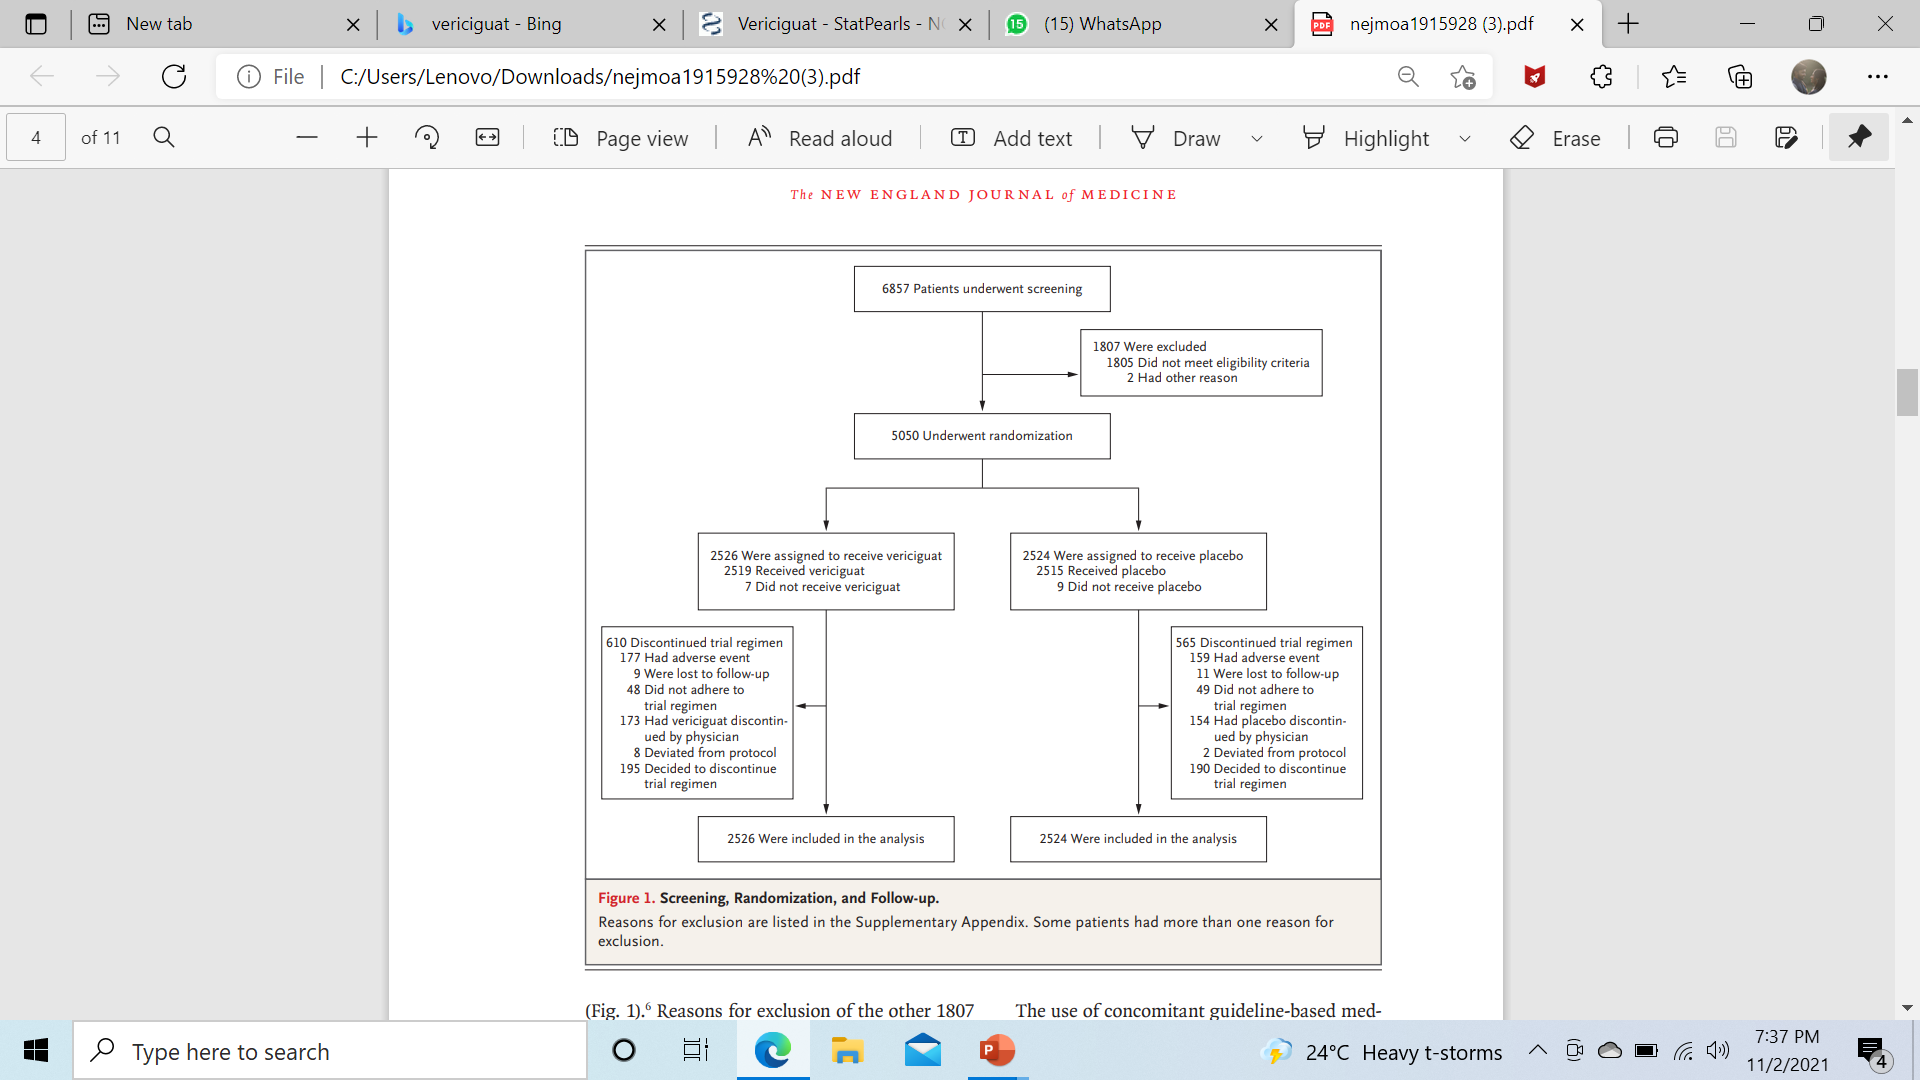 New tab
vericiguat - Bing
Vericiguat - StatPearls - NC
15
(15) WhatsApp
PDF
nejmoa1915928 (3).pdf
File
C:/Users/Lenovo/Downloads/nejmoa1915928%20(3).pdf
4 of 11
Page view
Read aloud
Add text
Draw
Highlight
Erase
The NEW ENGLAND JOURNAL of MEDICINE
6857 Patients underwent screening
1807 Were excluded
1805 Did not meet eligibility criteria
2 Had other reason
5050 Underwent randomization
2526 Were assigned to receive vericiguat
2519 Received vericiguat
7 Did not receive vericiguat
2524 Were assigned to receive placebo
2515 Received placebo
9 Did not receive placebo
610 Discontinued trial regimen
177 Had adverse event
9 Were lost to follow-up
48 Did not adhere to
trial regimen
173 Had vericiguat discontin-
ued by physician
8 Deviated from protocol
195 Decided to discontinue
trial regimen
565 Discontinued trial regimen
159 Had adverse event
11 Were lost to follow-up
49 Did not adhere to
trial regimen
154 Had placebo discontin-
ued by physician
2 Deviated from protocol
190 Decided to discontinue
trial regimen
2526 Were included in the analysis
2524 Were included in the analysis
Figure 1. Screening, Randomization, and Follow-up.
Reasons for exclusion are listed in the Supplementary Appendix. Some patients had more than one reason for
exclusion.
(Fig. 1).6 Reasons for exclusion of the other 1807
The use of concomitant guideline-based med-
Type here to search
P
24°C Heavy t-storms
7:37 PM
11/2/2021
4